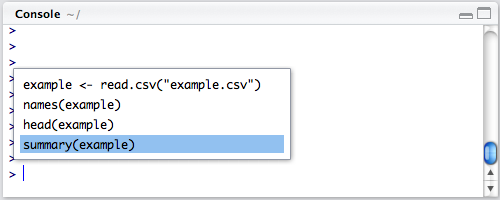 Console ~/
>
>
>
example <- read.csv("example.csv")
names(example)
head(example)
summary(example)
>
>